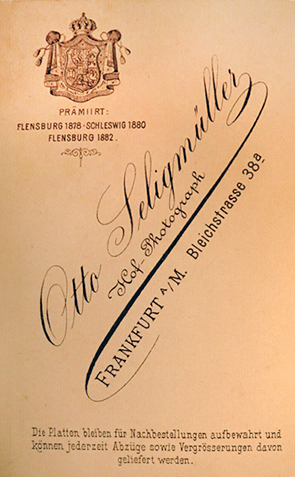 PRÄMIIRT:
FLENSBURG 1878 - SCHLESWIG 1880
FLENSBURG 1882.
Otto Seligmüller
Hof-Photograph
FRANKFURT A/M. Bleichstrasse 38a
Die Platten bleiben für Nachbestellungen aufbewahrt und
können jederzeit Abzüge sowie Vergrösserungen davon
geliefert werden.